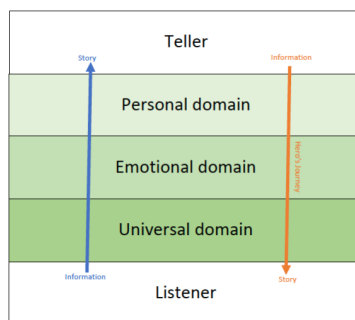 Teller
Story
Information
Personal domain
Emotional domain
Hero's Journey
Universal domain
Information
Story
Listener